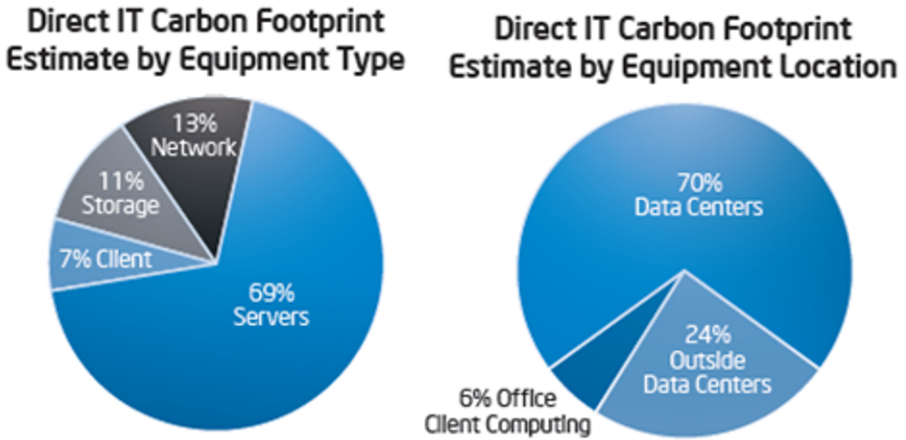 Direct IT Carbon Footprint
Estimate by Equipment Type
13%
Network
11%
Storage
7% Client
69%
Servers
Direct IT Carbon Footprint
Estimate by Equipment Location
70%
Data Centers
24%
Outside
Data Centers
6% Office
Client Computing